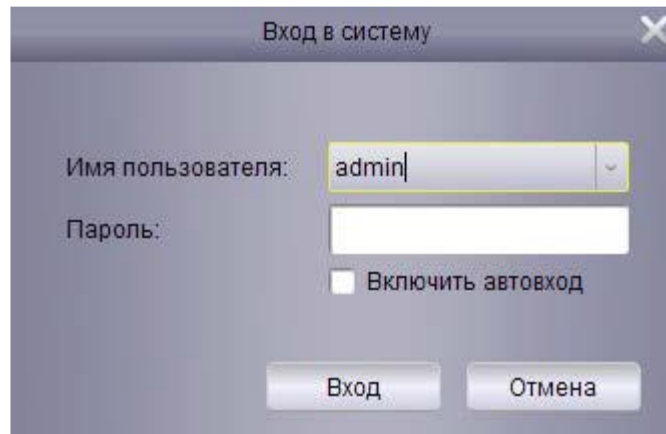 Вход в систему
Имя пользователя: admin
Пароль:
Включить автовход
Вход Отмена